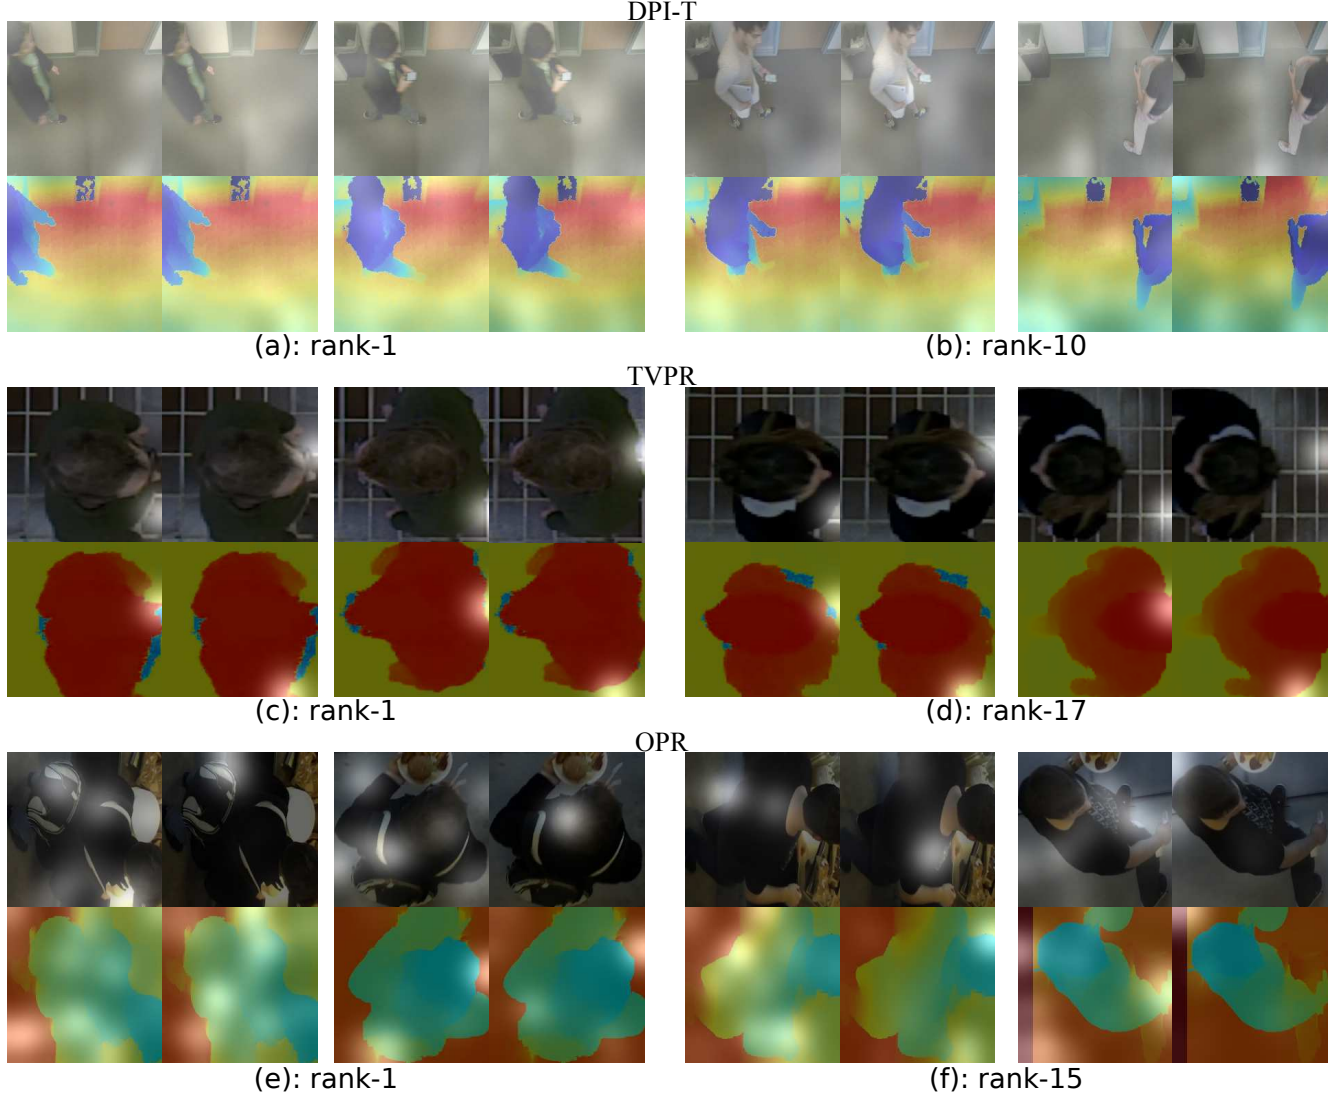 DPI-T
(a): rank-1
(b): rank-10
TVPR
(c): rank-1
(d): rank-17
OPR
(e): rank-1
(f): rank-15